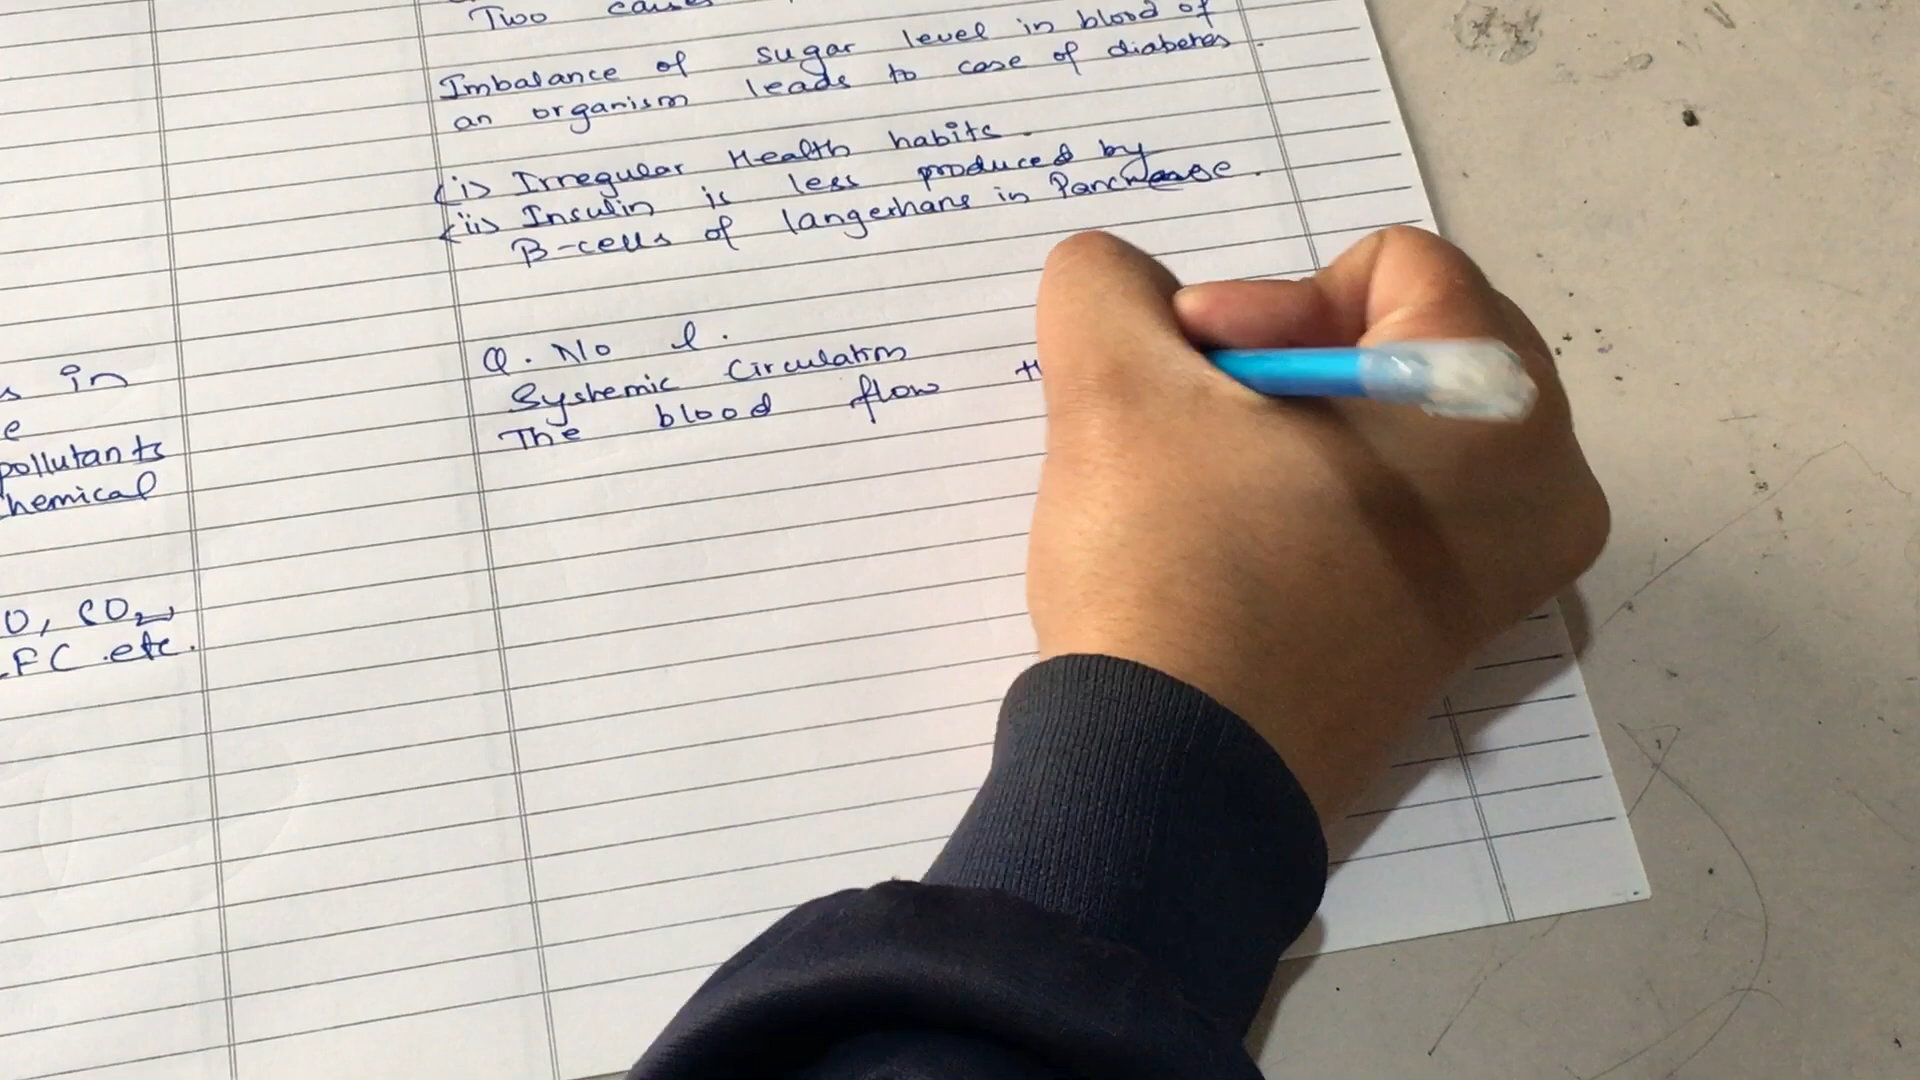 s in
e
pollutants
hemical
O, CO2
FC etc.
Two
Imbalance of sugar level in blood of
an organism leads to case of diabetes.
(i) Irregular Health habits.
(ii) Insulin is less produced by
B-cells of langerhans in
Q. No l.
Systemic Circulation
The blood flow